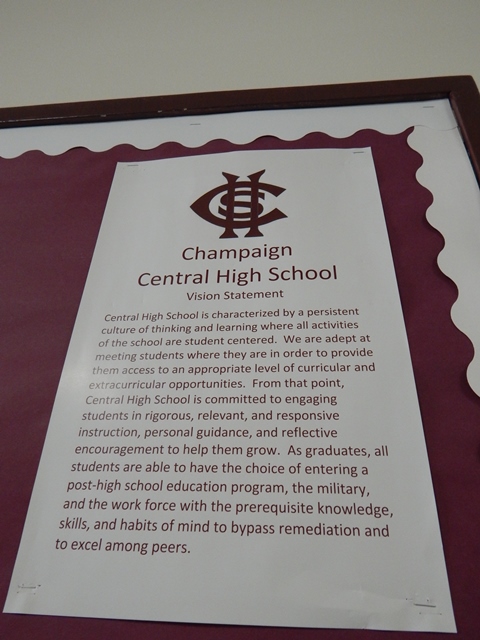 CHS
Champaign
Central High School
Vision Statement
Central High School is characterized by a persistent
culture of thinking and learning where all activities
of the school are student centered.  We are adept at
meeting students where they are in order to provide
them access to an appropriate level of curricular and
extracurricular opportunities.  From that point,
Central High School is committed to engaging
students in rigorous, relevant, and responsive
instruction, personal guidance, and reflective
encouragement to help them grow.  As graduates, all
students are able to have the choice of entering a
post-high school education program, the military,
and the work force with the prerequisite knowledge,
skills, and habits of mind to bypass remediation and
to excel among peers.